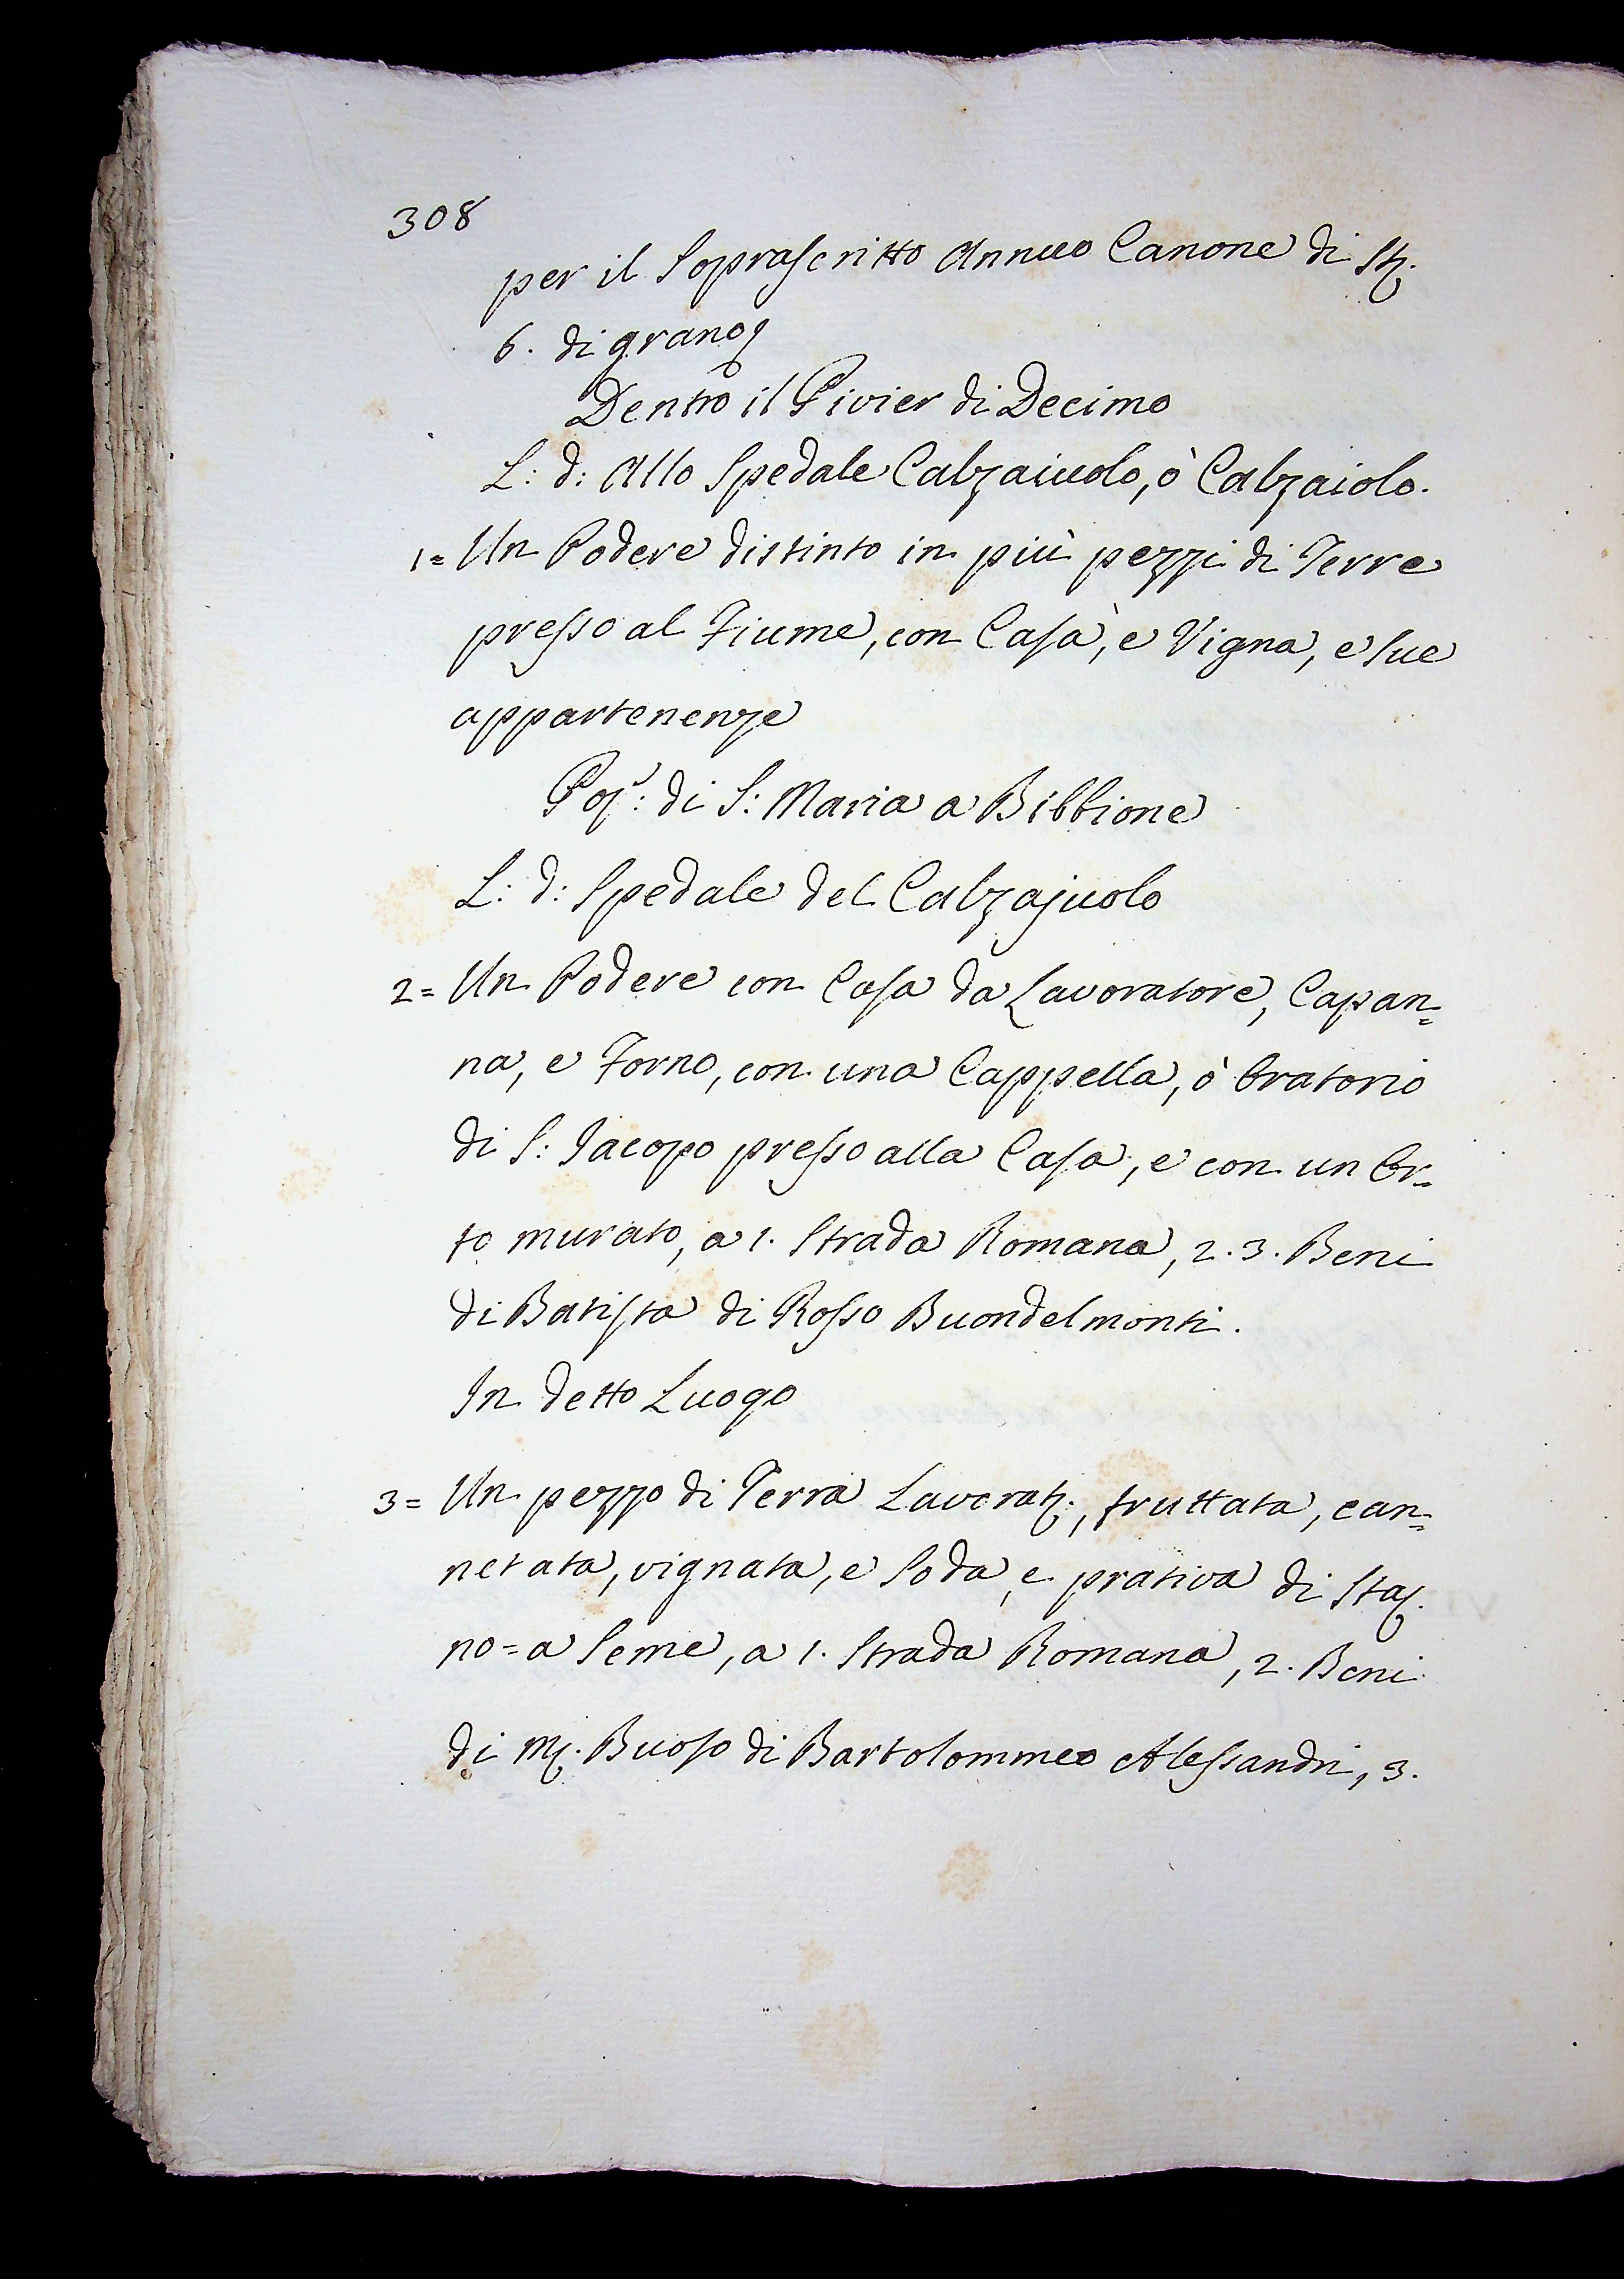 308
per il Soprascritto Annuo Canone di St:
6. di grano
Dentro il Pivier di Decimo
L: d: Allo Spedale Calzaiuolo, ò Calzaiolo.
1= Un Podere distinto in più pezzi di Terre
presso al Fiume, con Casa, e Vigna, e sue
appartenenze
Pop: di S: Maria a Bibbione
L: d: Spedale del Calzajuolo
2= Un Podere con Casa da Lavoratore, Capan=
na, e Forno, con una Cappella, ò Oratorio
di S: Jacopo presso alla Casa, e con un Or=
to murato, a 1. Strada Romana, 2. 3. Beni
di Batista di Rosso Buondelmonti.
In detto Luogo
3= Un pezzo di Terra Lavorat:, fruttata, can=
netata, vignata, e soda, e prativa di Sta:
no= a Seme, a 1. Strada Romana, 2. Beni
di M: Buoso di Bartolommeo Alessandri, 3.